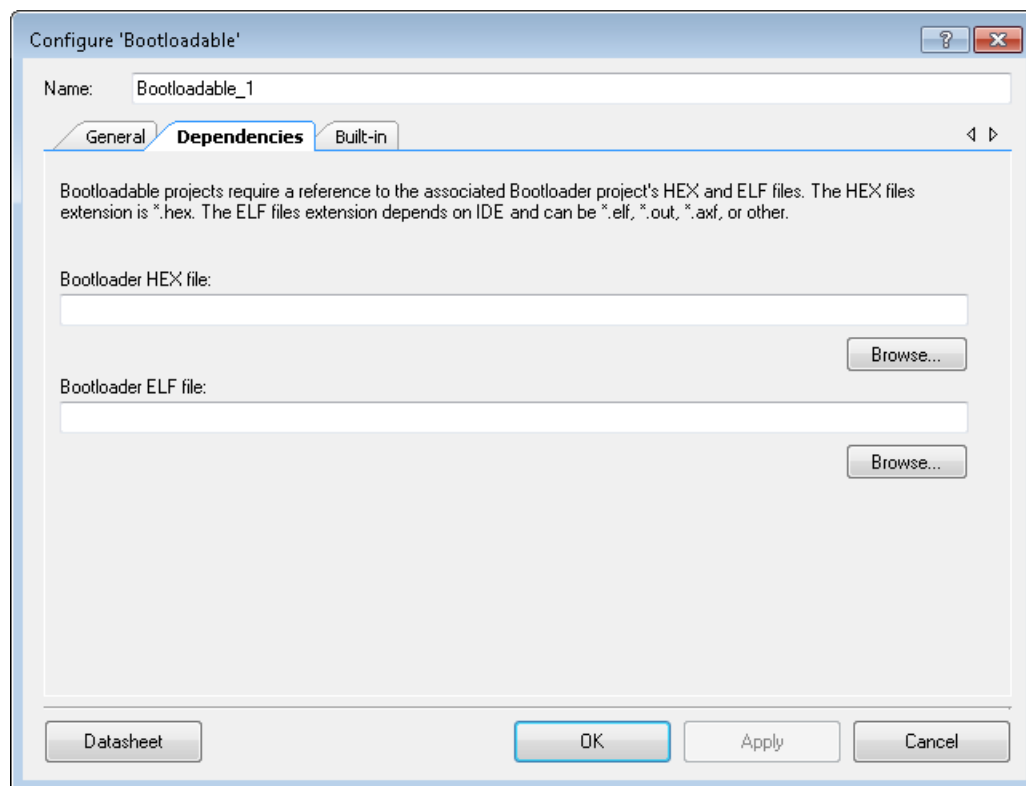 Configure 'Bootloadable'
?
Name: Bootloadable_1
General Dependencies Built-in
Bootloadable projects require a reference to the associated Bootloader project's HEX and ELF files. The HEX files
extension is *.hex. The ELF files extension depends on IDE and can be *.elf, *.out, *.axf, or other.
Bootloader HEX file:
Browse...
Bootloader ELF file:
Browse...
Datasheet OK Apply Cancel